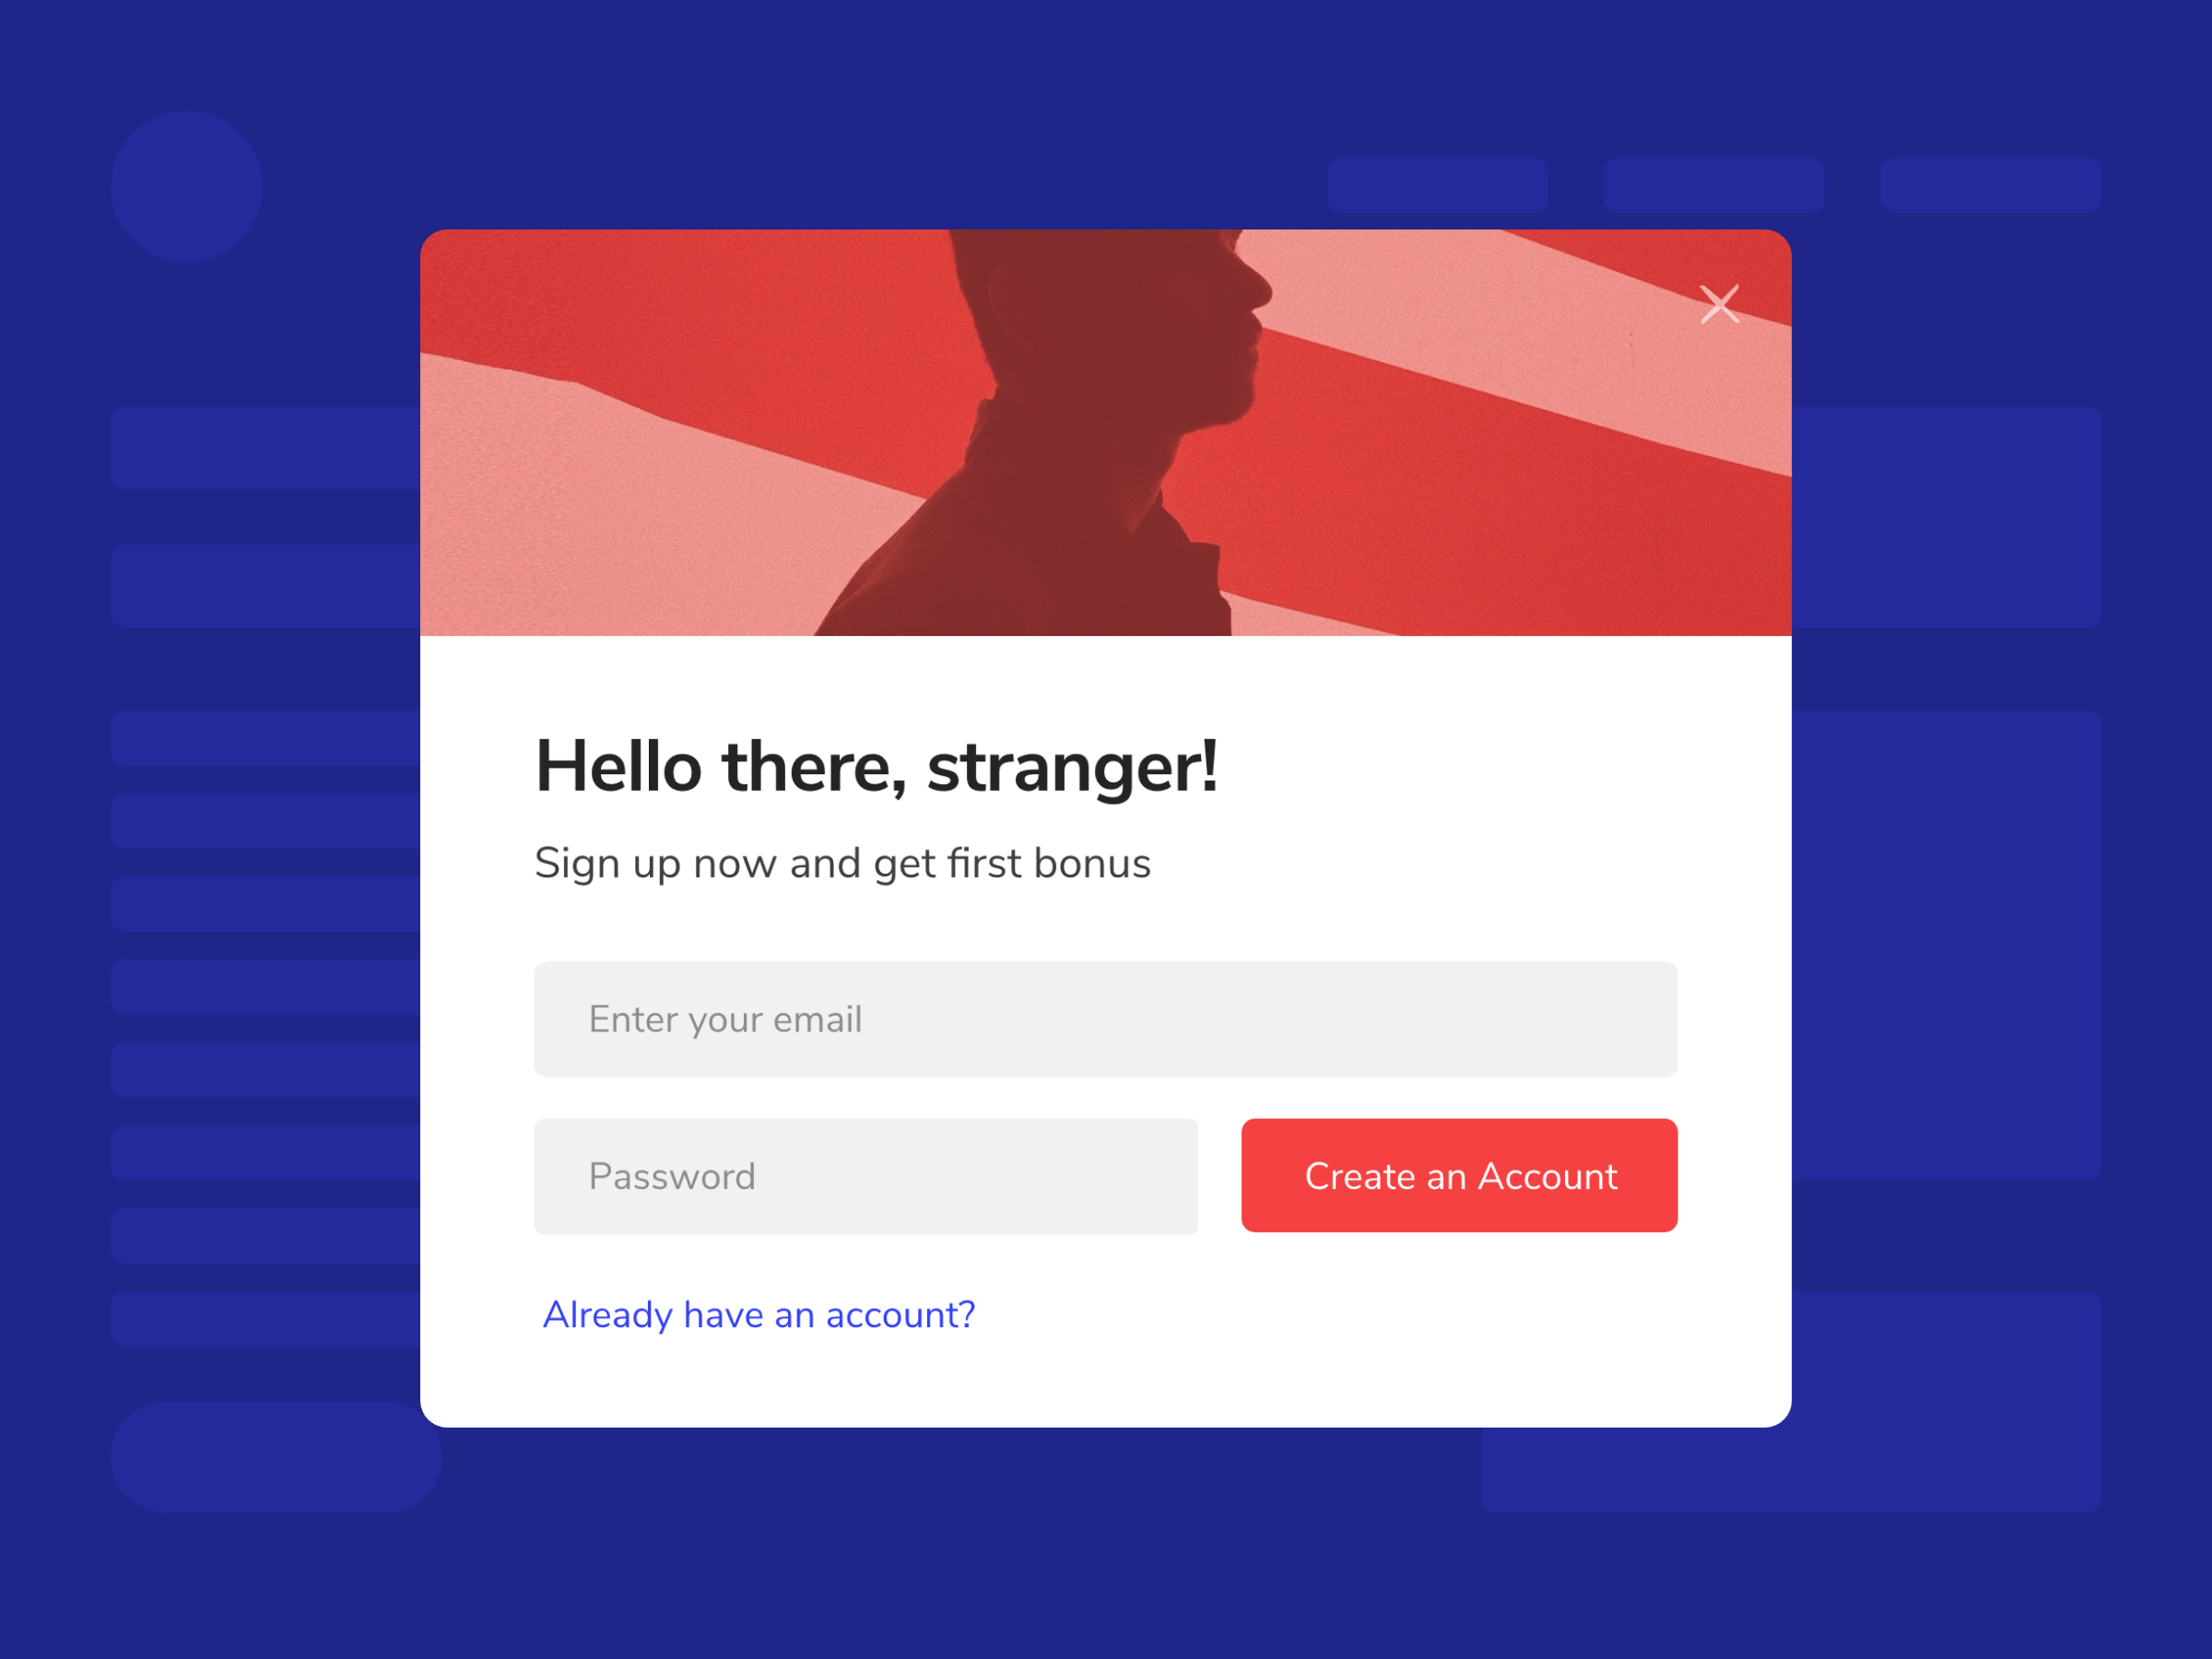 Hello there, stranger!
Sign up now and get first bonus
Enter your email
Password
Create an Account
Already have an account?